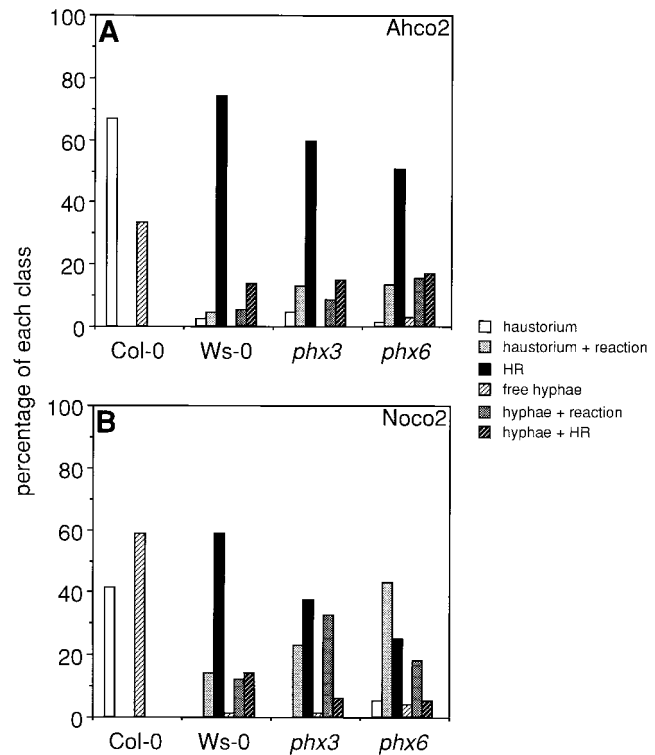 A
Ahco2
100
80
60
40
20
0
Col-0
Ws-0
phx3
phx6
percentage of each class
haustorium
haustorium + reaction
HR
free hyphae
hyphae + reaction
hyphae + HR
B
Noco2
100
80
60
40
20
0
Col-0
Ws-0
phx3
phx6